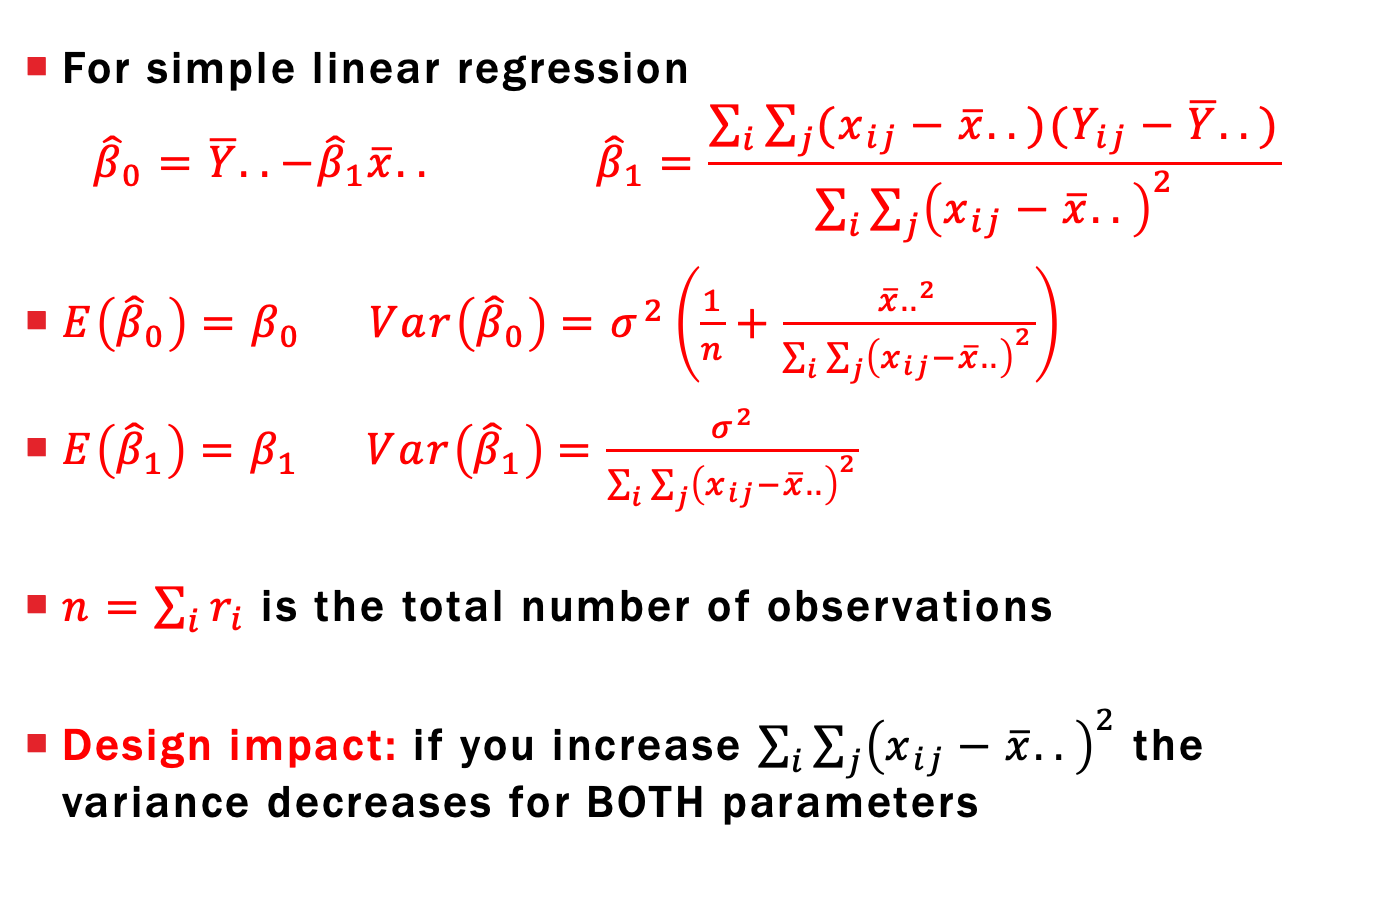 ▪ For simple linear regression
β̂₀ = Y̅.. −β̂₁x̄..    β̂₁ = ∑ᵢ ∑ⱼ(xᵢⱼ − x̄..)(Yᵢⱼ − Y̅..) / ∑ᵢ ∑ⱼ(xᵢⱼ − x̄..)²
▪ E(β̂₀) = β₀    Var(β̂₀) = σ² (1/n + x̄..² / ∑ᵢ ∑ⱼ(xᵢⱼ−x̄..)²)
▪ E(β̂₁) = β₁    Var(β̂₁) = σ² / ∑ᵢ ∑ⱼ(xᵢⱼ−x̄..)²
▪ n = ∑ᵢ rᵢ is the total number of observations
▪ Design impact: if you increase ∑ᵢ ∑ⱼ(xᵢⱼ − x̄..)² the
variance decreases for BOTH parameters